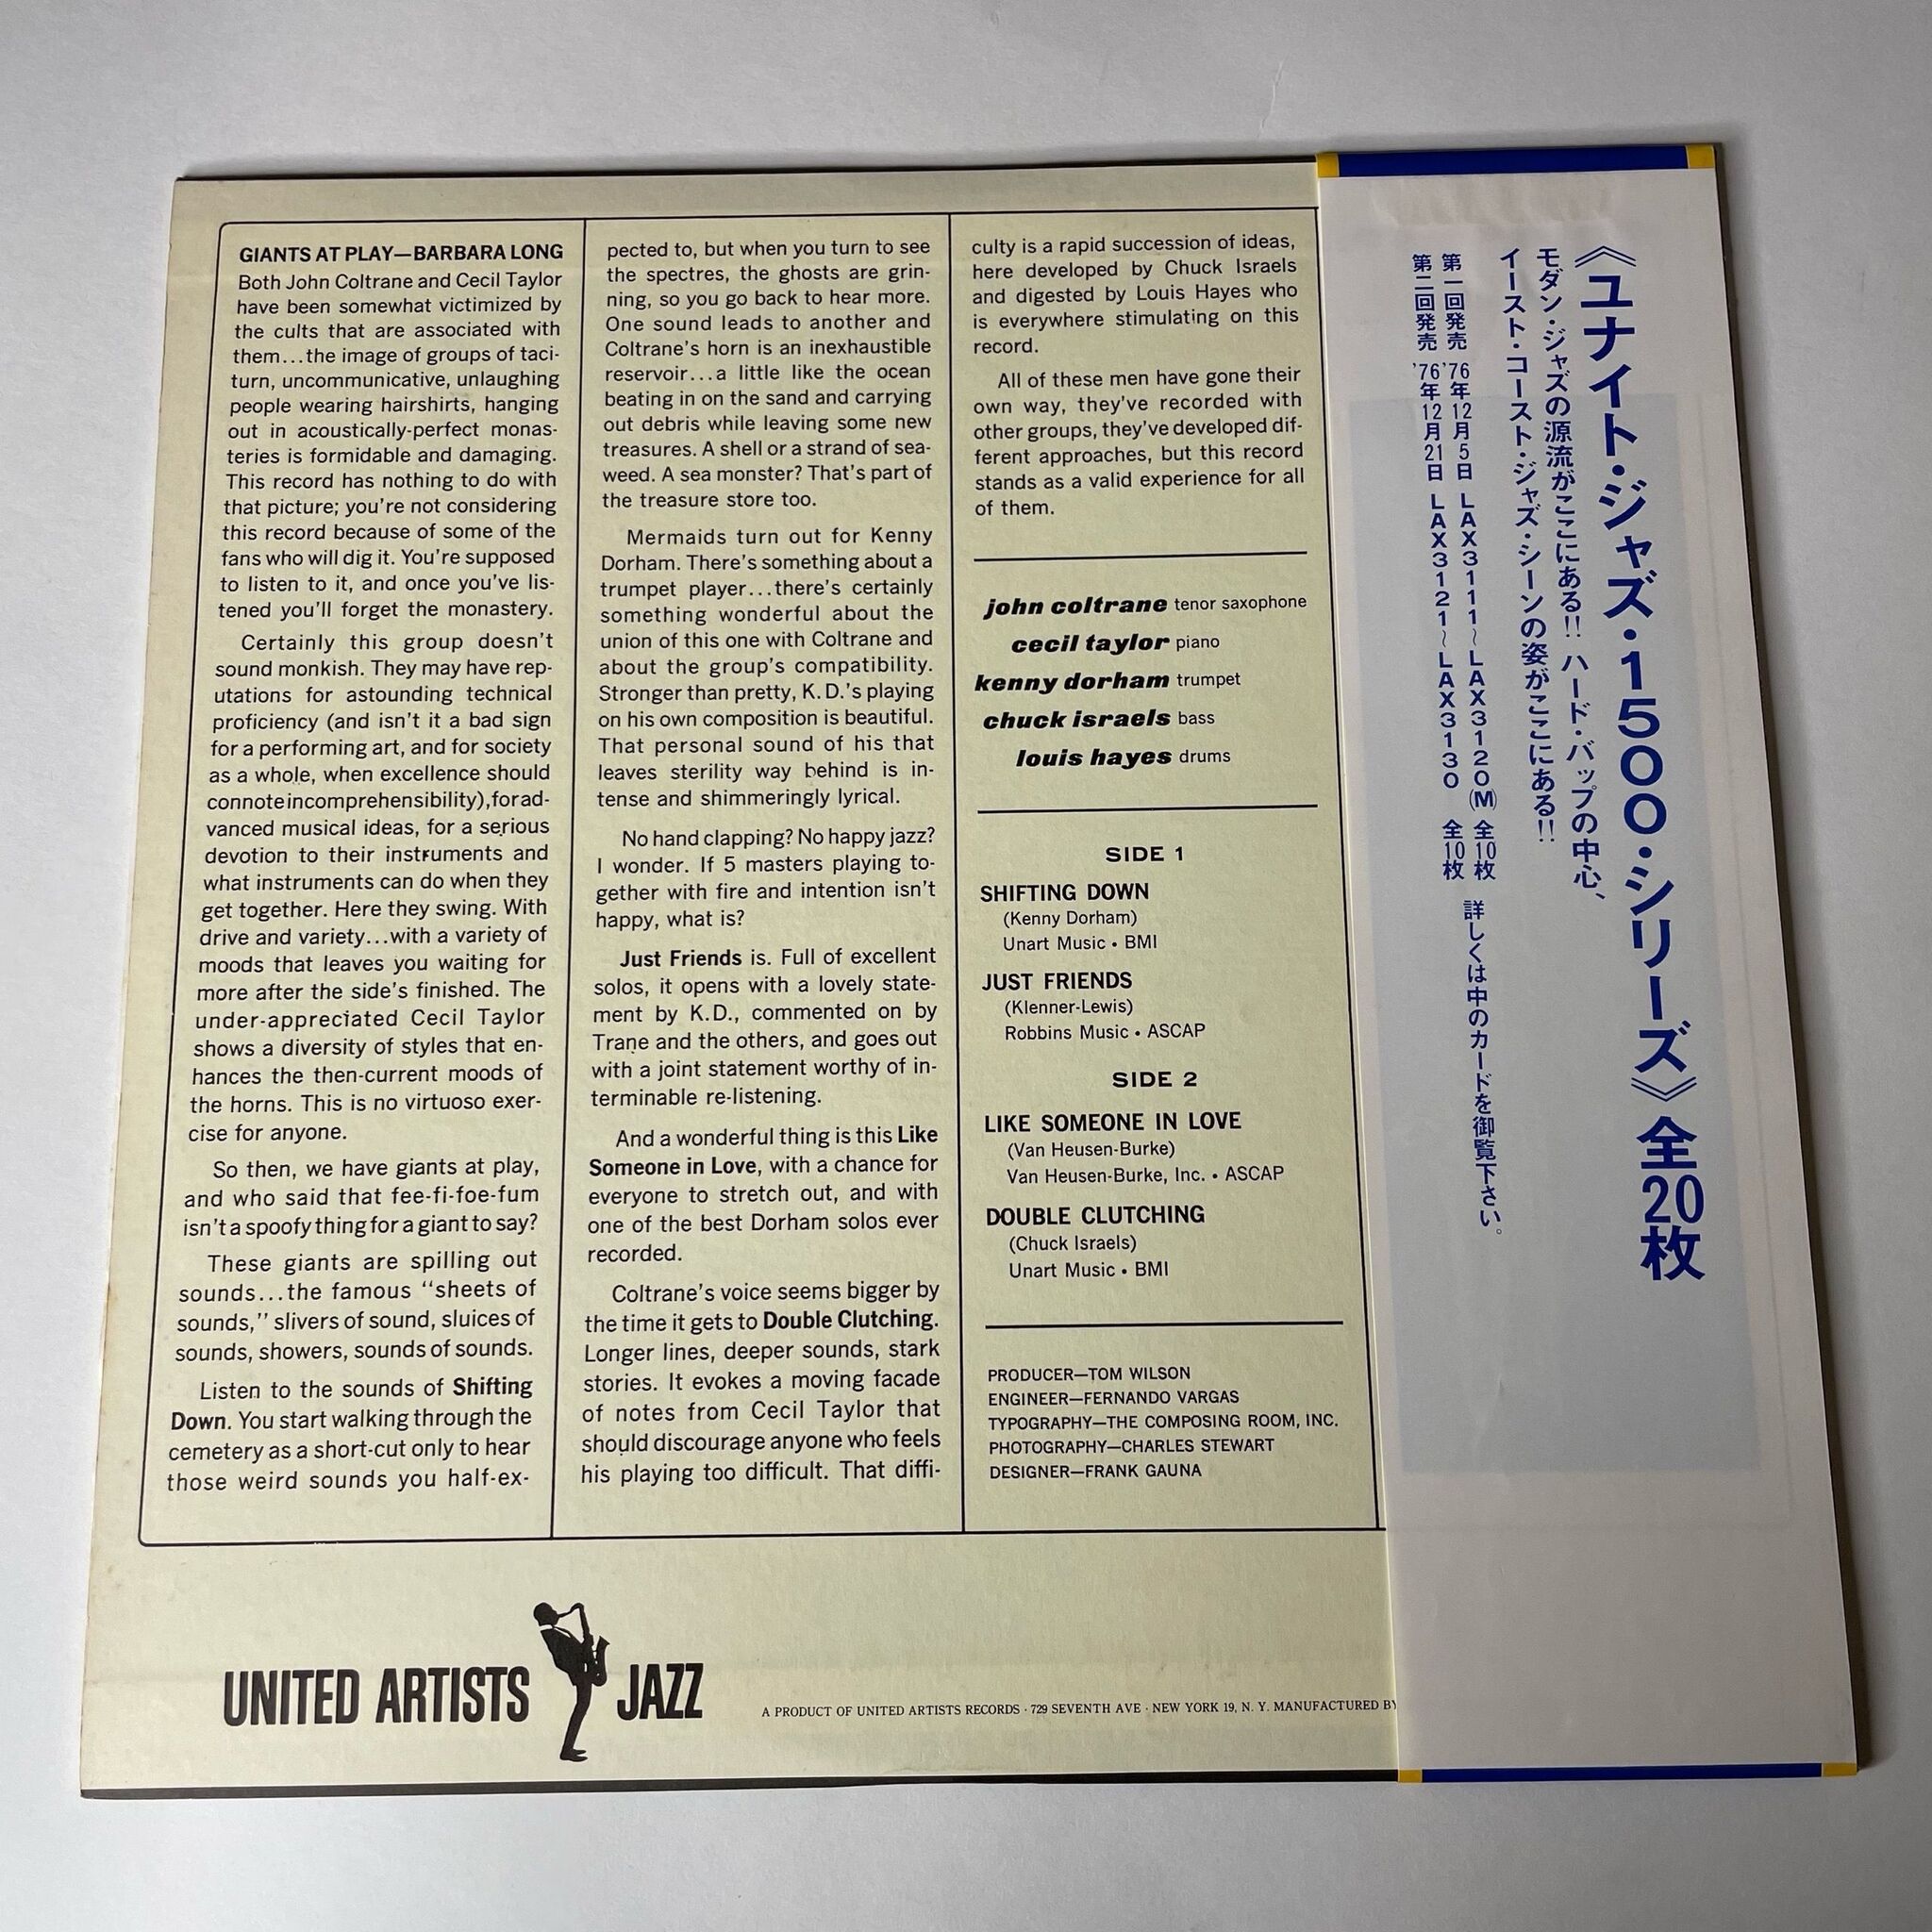 GIANTS AT PLAY—BARBARA LONG
Both John Coltrane and Cecil Taylor
have been somewhat victimized by
the cults that are associated with
them...the image of groups of taci-
turn, uncommunicative, unlaughing
people wearing hairshirts, hanging
out in acoustically-perfect monas-
teries is formidable and damaging.
This record has nothing to do with
that picture; you're not considering
this record because of some of the
fans who will dig it. You're supposed
to listen to it, and once you've lis-
tened you'll forget the monastery.
Certainly this group doesn't
sound monkish. They may have rep-
utations for astounding technical
proficiency (and isn't it a bad sign
for a performing art, and for society
as a whole, when excellence should
connote incomprehensibility), for ad-
vanced musical ideas, for a serious
devotion to their instruments and
what instruments can do when they
get together. Here they swing. With
drive and variety...with a variety of
moods that leaves you waiting for
more after the side's finished. The
under-appreciated Cecil Taylor
shows a diversity of styles that en-
hances the then-current moods of
the horns. This is no virtuoso exer-
cise for anyone.
So then, we have giants at play,
and who said that fee-fi-foe-fum
isn't a spoofy thing for a giant to say?
These giants are spilling out
sounds...the famous "sheets of
sounds," slivers of sound, sluices of
sounds, showers, sounds of sounds.
Listen to the sounds of Shifting
Down. You start walking through the
cemetery as a short-cut only to hear
those weird sounds you half-ex-
pected to, but when you turn to see
the spectres, the ghosts are grin-
ning, so you go back to hear more.
One sound leads to another and
Coltrane's horn is an inexhaustible
reservoir...a little like the ocean
beating in on the sand and carrying
out debris while leaving some new
treasures. A shell or a strand of sea-
weed. A sea monster? That's part of
the treasure store too.
Mermaids turn out for Kenny
Dorham. There's something about a
trumpet player...there's certainly
something wonderful about the
union of this one with Coltrane and
about the group's compatibility.
Stronger than pretty, K.D.'s playing
on his own composition is beautiful.
That personal sound of his that
leaves sterility way behind is in-
tense and shimmeringly lyrical.
No hand clapping? No happy jazz?
I wonder. If 5 masters playing to-
gether with fire and intention isn't
happy, what is?
Just Friends is. Full of excellent
solos, it opens with a lovely state-
ment by K.D., commented on by
Trane and the others, and goes out
with a joint statement worthy of in-
terminable re-listening.
And a wonderful thing is this Like
Someone in Love, with a chance for
everyone to stretch out, and with
one of the best Dorham solos ever
recorded.
Coltrane's voice seems bigger by
the time it gets to Double Clutching.
Longer lines, deeper sounds, stark
stories. It evokes a moving facade
of notes from Cecil Taylor that
should discourage anyone who feels
his playing too difficult. That diffi-
culty is a rapid succession of ideas,
here developed by Chuck Israels
and digested by Louis Hayes who
is everywhere stimulating on this
record.
All of these men have gone their
own way, they've recorded with
other groups, they've developed dif-
ferent approaches, but this record
stands as a valid experience for all
of them.
john coltrane tenor saxophone
cecil taylor piano
kenny dorham trumpet
chuck israels bass
louis hayes drums
SIDE 1
SHIFTING DOWN
(Kenny Dorham)
Unart Music • BMI
JUST FRIENDS
(Klenner-Lewis)
Robbins Music • ASCAP
SIDE 2
LIKE SOMEONE IN LOVE
(Van Heusen-Burke)
Van Heusen-Burke, Inc. • ASCAP
DOUBLE CLUTCHING
(Chuck Israels)
Unart Music • BMI
PRODUCER—TOM WILSON
ENGINEER—FERNANDO VARGAS
TYPOGRAPHY—THE COMPOSING ROOM, INC.
PHOTOGRAPHY—CHARLES STEWART
DESIGNER—FRANK GAUNA
UNITED ARTISTS JAZZ
A PRODUCT OF UNITED ARTISTS RECORDS · 729 SEVENTH AVE · NEW YORK 19, N. Y. MANUFACTURED BY
《ユナイト・ジャズ・1500・シリーズ》全20枚
モダン・ジャズの源流がここにある!! ハード・バップの中心、
イースト・コースト・ジャズ・シーンの姿がここにある!!
第一回発売 '76年12月5日 LAX3111〜LAX3120(M) 全10枚
第二回発売 '76年12月21日 LAX3121〜LAX3130 全10枚
詳しくは中のカードを御覧下さい。